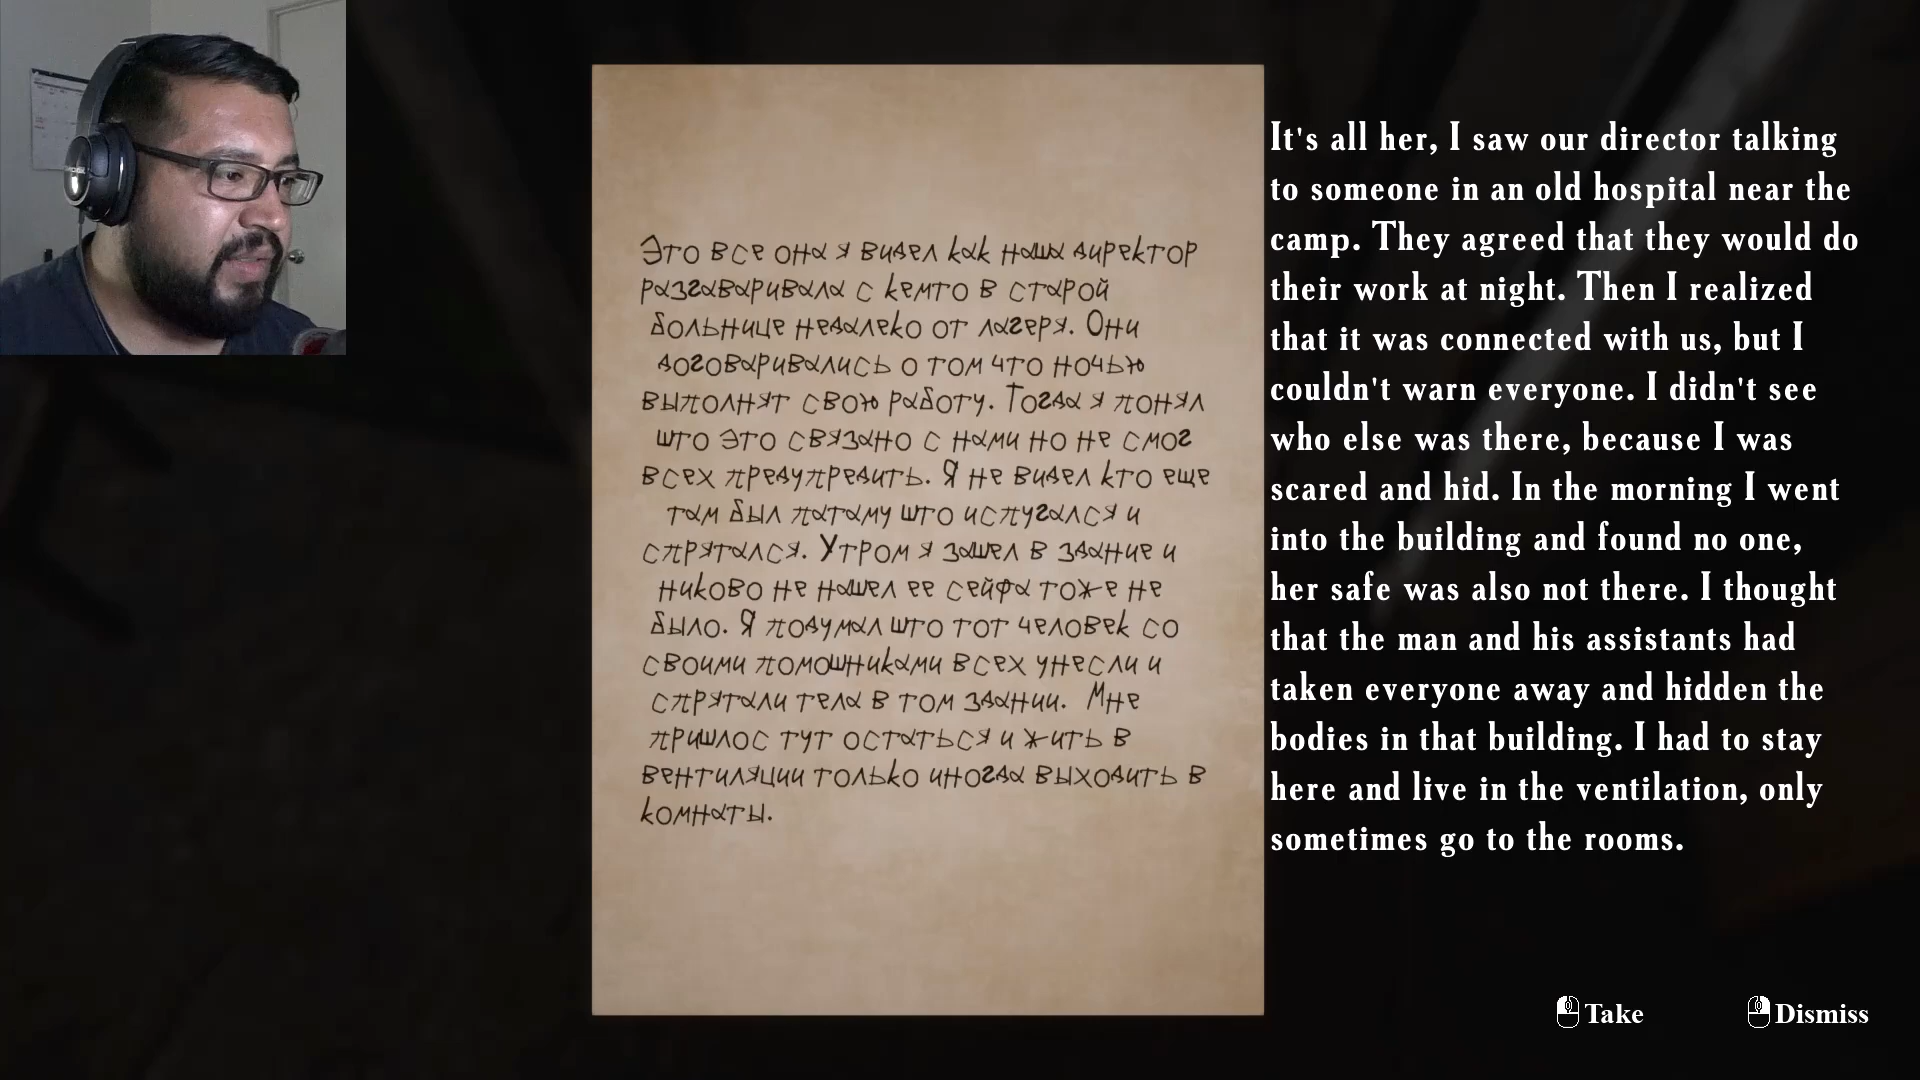 Это все она я видел как наша директор
разгаваривала с кемто в старой
больнице недалеко от лагеря. Они
договаривались о том что ночью
выполнят свою работу. Тогда я понял
што это связано с нами но не смог
всех предупредить. Я не видел кто еще
там был патаму што испугался и
спрятался. Утром я зашел в здание и
никово не нашел ее сейфа тоже не
было. Я подумал што тот человек со
своими помошниками всех унесли и
спрятали тела в том здании. Мне
пришлос тут остаться и жить в
вентиляции только иногда выходить в
комнаты.
It's all her, I saw our director talking
to someone in an old hospital near the
camp. They agreed that they would do
their work at night. Then I realized
that it was connected with us, but I
couldn't warn everyone. I didn't see
who else was there, because I was
scared and hid. In the morning I went
into the building and found no one,
her safe was also not there. I thought
that the man and his assistants had
taken everyone away and hidden the
bodies in that building. I had to stay
here and live in the ventilation, only
sometimes go to the rooms.
Take
Dismiss